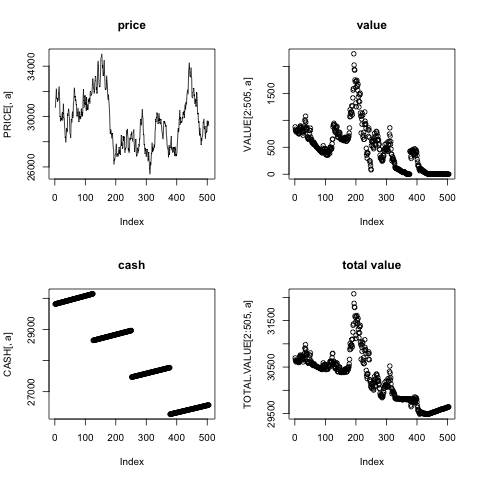 price
PRICE[, a]
26000 30000 34000
0 100 200 300 400 500
Index
value
VALUE[2:505, a]
0 500 1500
0 100 200 300 400 500
Index
cash
CASH[, a]
27000 29000
0 100 200 300 400 500
Index
total value
TOTAL.VALUE[2:505, a]
29500 30500 31500
0 100 200 300 400 500
Index